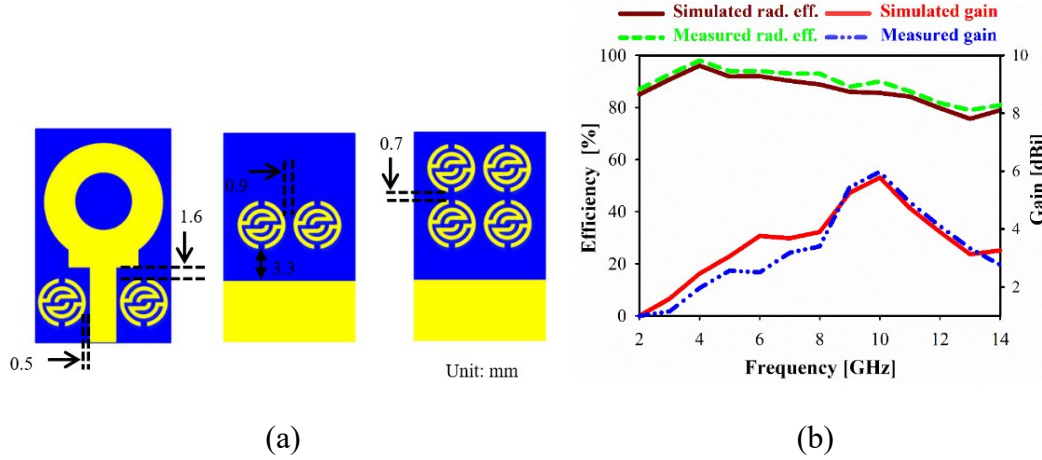 1.6
0.5
0.9
3.3
0.7
Unit: mm
(a)
Simulated rad. eff.
Simulated gain
Measured rad. eff.
Measured gain
100
80
60
40
20
0
Efficiency [%]
10
8
6
4
2
Gain [dBi]
2 4 6 8 10 12 14
Frequency [GHz]
(b)